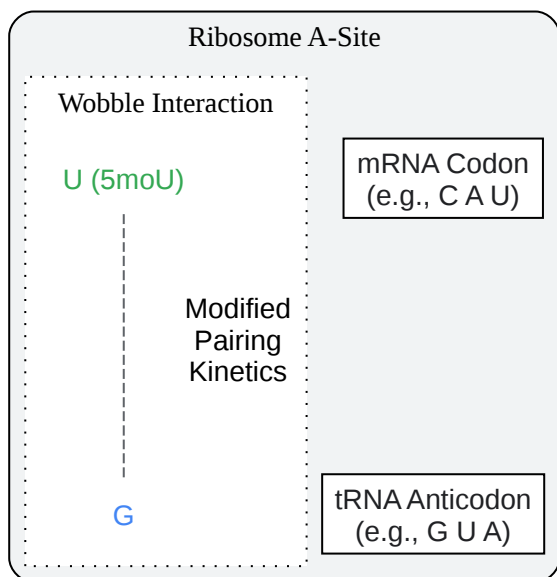 Ribosome A-Site
Wobble Interaction
U (5moU)
mRNA Codon
(e.g., C A U)
Modified
Pairing
Kinetics
G
tRNA Anticodon
(e.g., G U A)